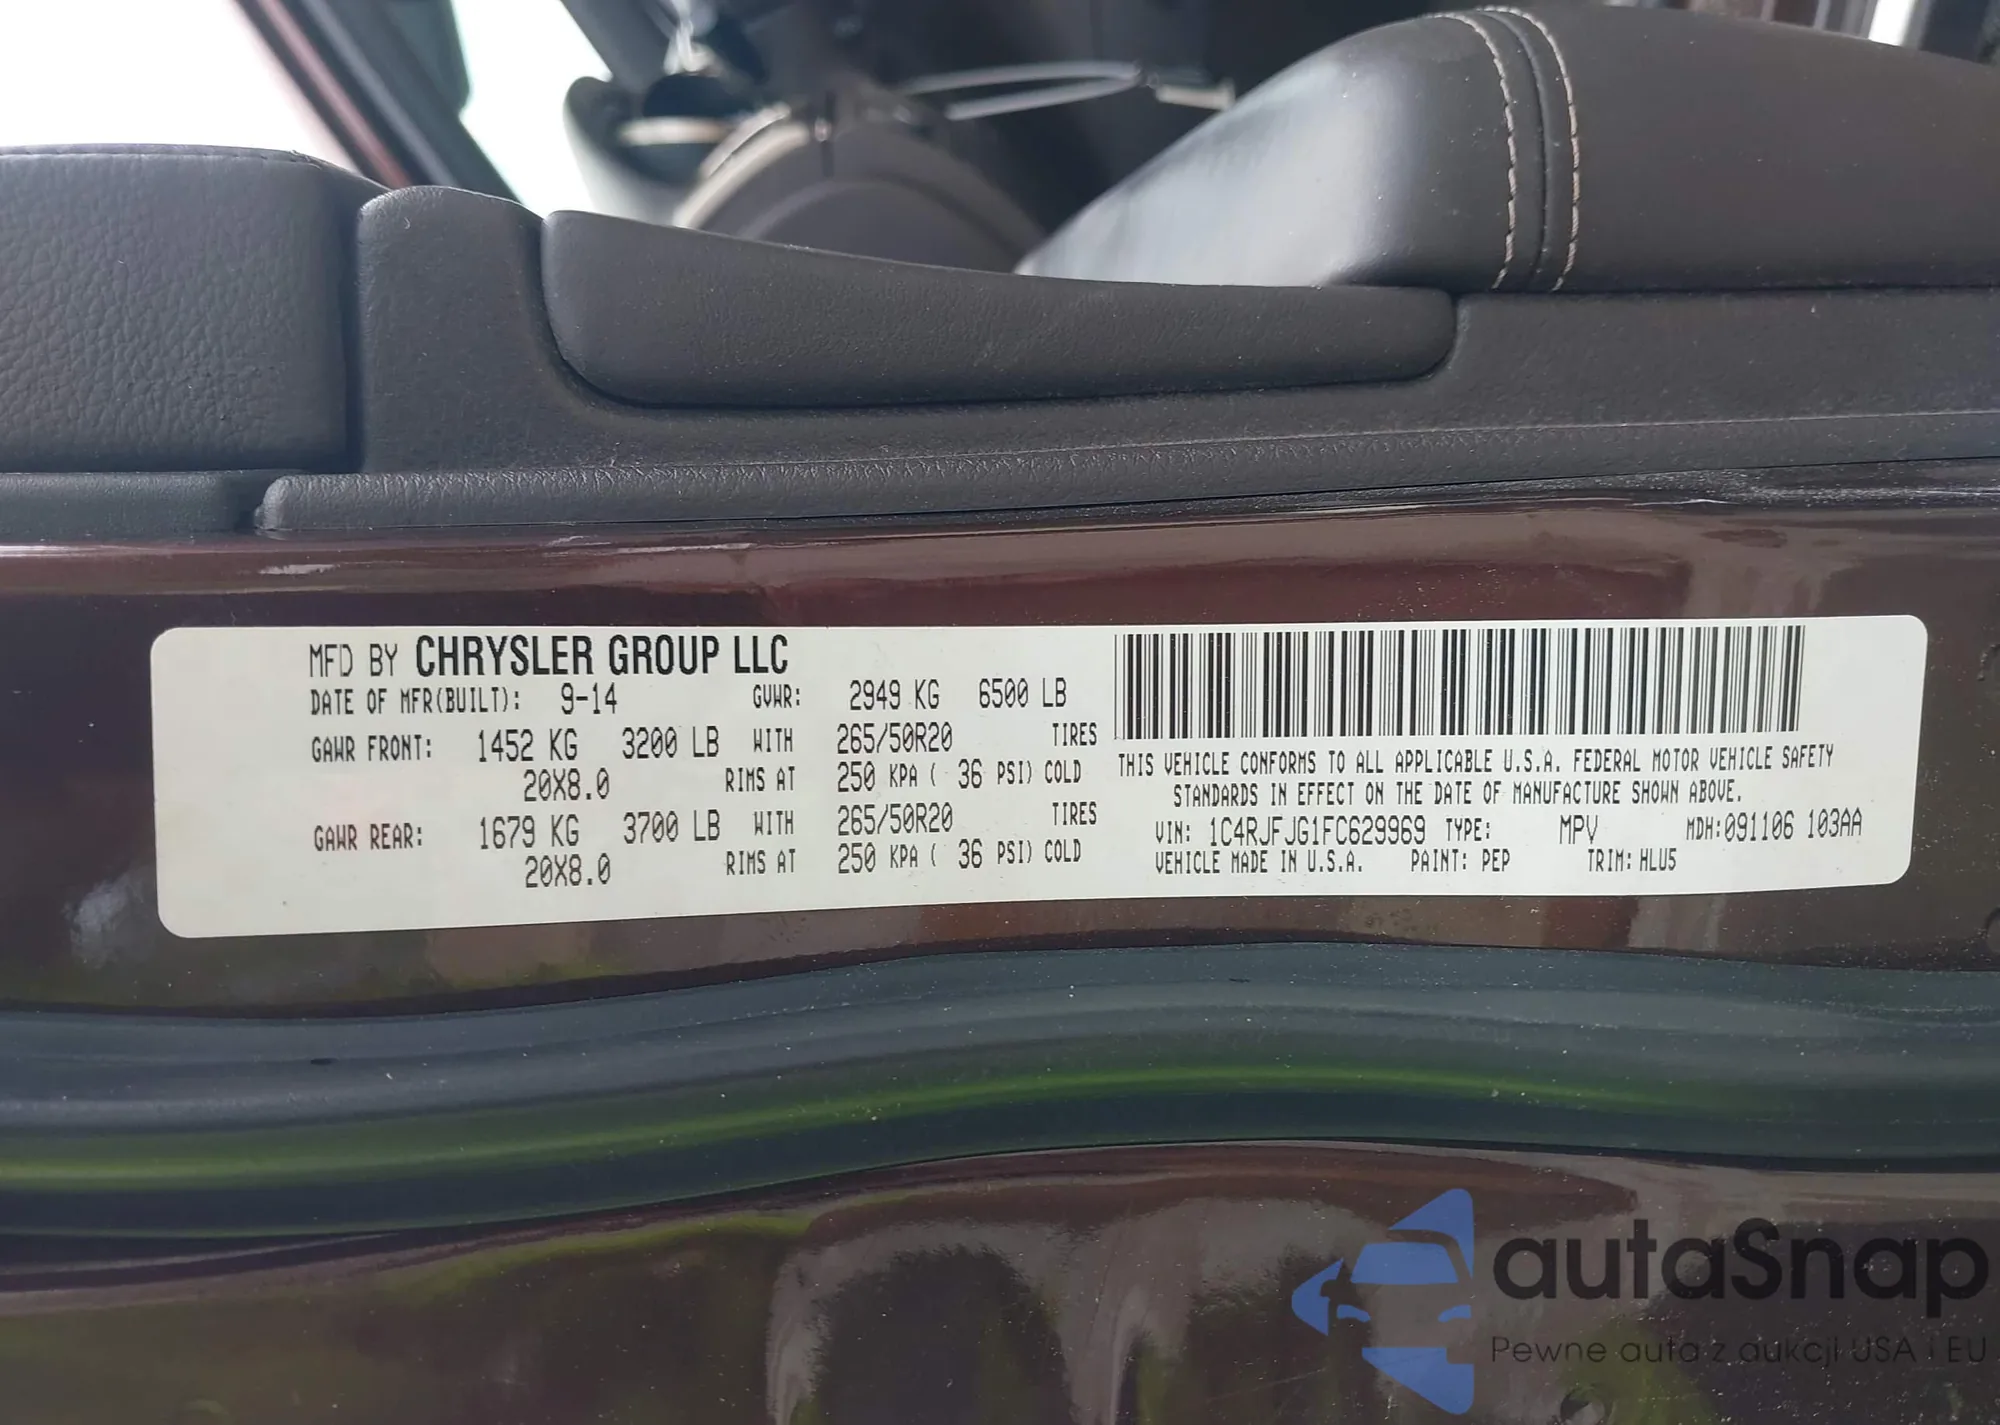 MFD BY CHRYSLER GROUP LLC
DATE OF MFR(BUILT): 9-14 GVWR: 2949 KG 6500 LB
GAWR FRONT: 1452 KG 3200 LB WITH 265/50R20 TIRES
20X8.0 RIMS AT 250 KPA ( 36 PSI) COLD
GAWR REAR: 1679 KG 3700 LB WITH 265/50R20 TIRES
20X8.0 RIMS AT 250 KPA ( 36 PSI) COLD
THIS VEHICLE CONFORMS TO ALL APPLICABLE U.S.A. FEDERAL MOTOR VEHICLE SAFETY
STANDARDS IN EFFECT ON THE DATE OF MANUFACTURE SHOWN ABOVE.
VIN: 1C4RJFJG1FC629969 TYPE: MPV MDH:091106 103AA
VEHICLE MADE IN U.S.A. PAINT: PEP TRIM: HLU5
autaSnap
Pewne auta z aukcji USA i EU